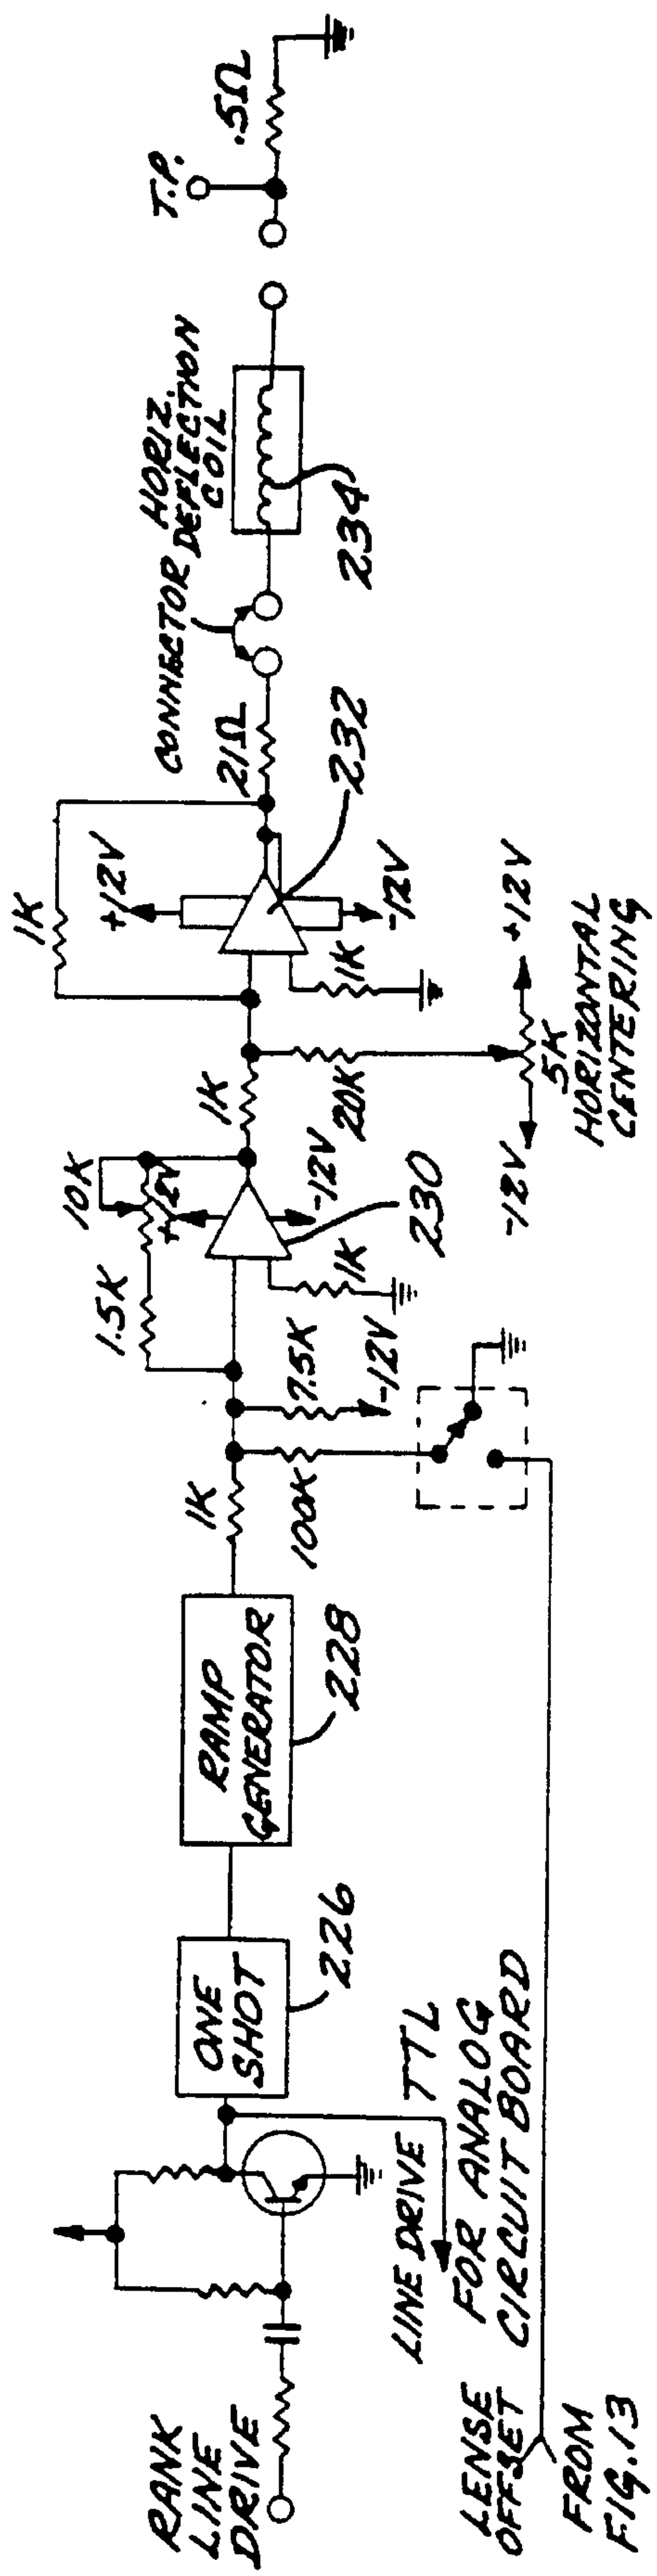 RANK
LINE
DRIVE
ONE
SHOT
226
LINE DRIVE TTL
FOR ANALOG
CIRCUIT BOARD
LENSE
OFFSET
FROM
FIG.13
RAMP
GENERATOR
228
1K
100K
7.5K
-12V
1.5K
10K
+12V
-12V
1K
230
1K
20K
-12V
+12V
5K
HORIZONTAL
CENTERING
1K
+12V
-12V
1K
232
21Ω
CONNECTOR
HORIZ.
DEFLECTION
COIL
234
T.P.
.5Ω